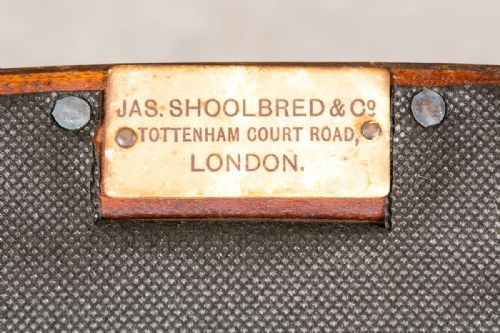 JAS. SHOOLBRED & Co
TOTTENHAM COURT ROAD,
LONDON.